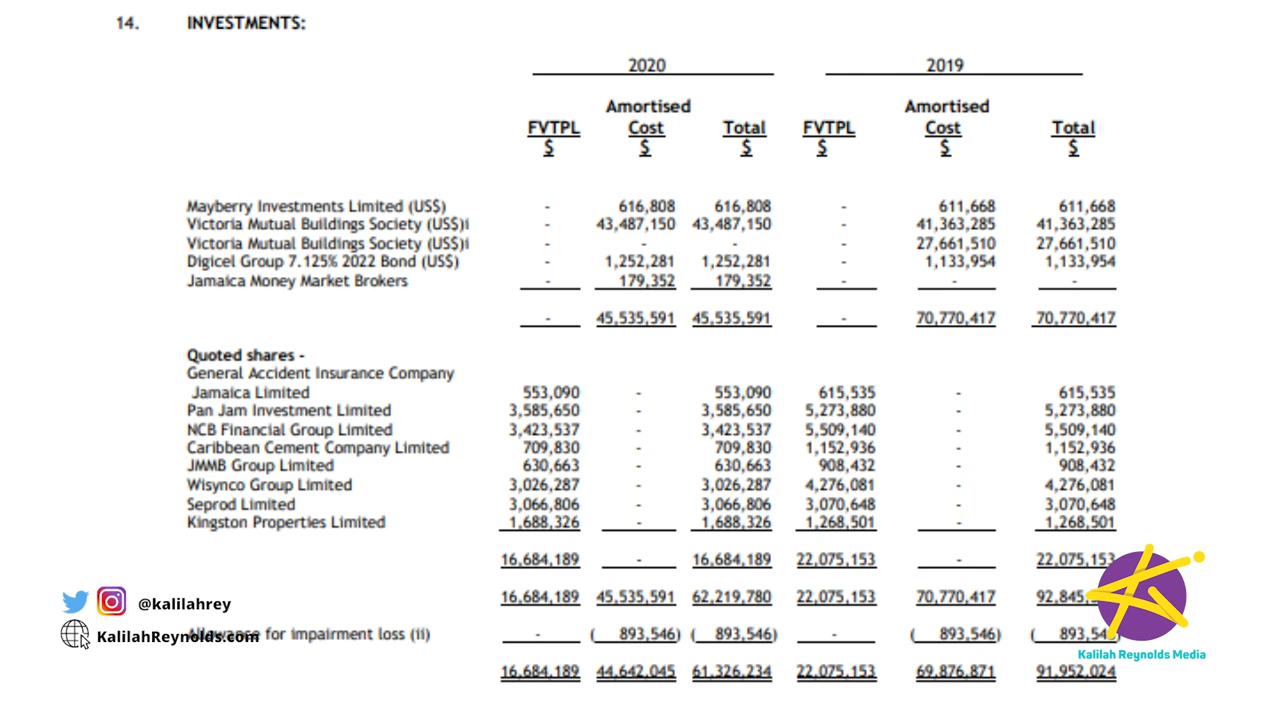 14. INVESTMENTS:
2020 2019
Amortised Amortised
FVTPL Cost Total FVTPL Cost Total
$ $ $ $ $ $
Mayberry Investments Limited (US$) - 616,808 616,808 - 611,668 611,668
Victoria Mutual Buildings Society (US$)i - 43,487,150 43,487,150 - 41,363,285 41,363,285
Victoria Mutual Buildings Society (US$)i - - - - 27,661,510 27,661,510
Digicel Group 7.125% 2022 Bond (US$) - 1,252,281 1,252,281 - 1,133,954 1,133,954
Jamaica Money Market Brokers - 179,352 179,352 - - -
- 45,535,591 45,535,591 - 70,770,417 70,770,417
Quoted shares -
General Accident Insurance Company
Jamaica Limited 553,090 - 553,090 615,535 - 615,535
Pan Jam Investment Limited 3,585,650 - 3,585,650 5,273,880 - 5,273,880
NCB Financial Group Limited 3,423,537 - 3,423,537 5,509,140 - 5,509,140
Caribbean Cement Company Limited 709,830 - 709,830 1,152,936 - 1,152,936
JMMB Group Limited 630,663 - 630,663 908,432 - 908,432
Wisynco Group Limited 3,026,287 - 3,026,287 4,276,081 - 4,276,081
Seprod Limited 3,066,806 - 3,066,806 3,070,648 - 3,070,648
Kingston Properties Limited 1,688,326 - 1,688,326 1,268,501 - 1,268,501
16,684,189 - 16,684,189 22,075,153 - 22,075,153
16,684,189 45,535,591 62,219,780 22,075,153 70,770,417 92,845,
@kalilahrey
for impairment loss (ii) - ( 893,546) ( 893,546) - ( 893,546) ( 893,54
KalilahReynolds.com
Kalilah Reynolds Media
16,684,189 44,642,045 61,326,234 22,075,153 69,876,871 91,952,024